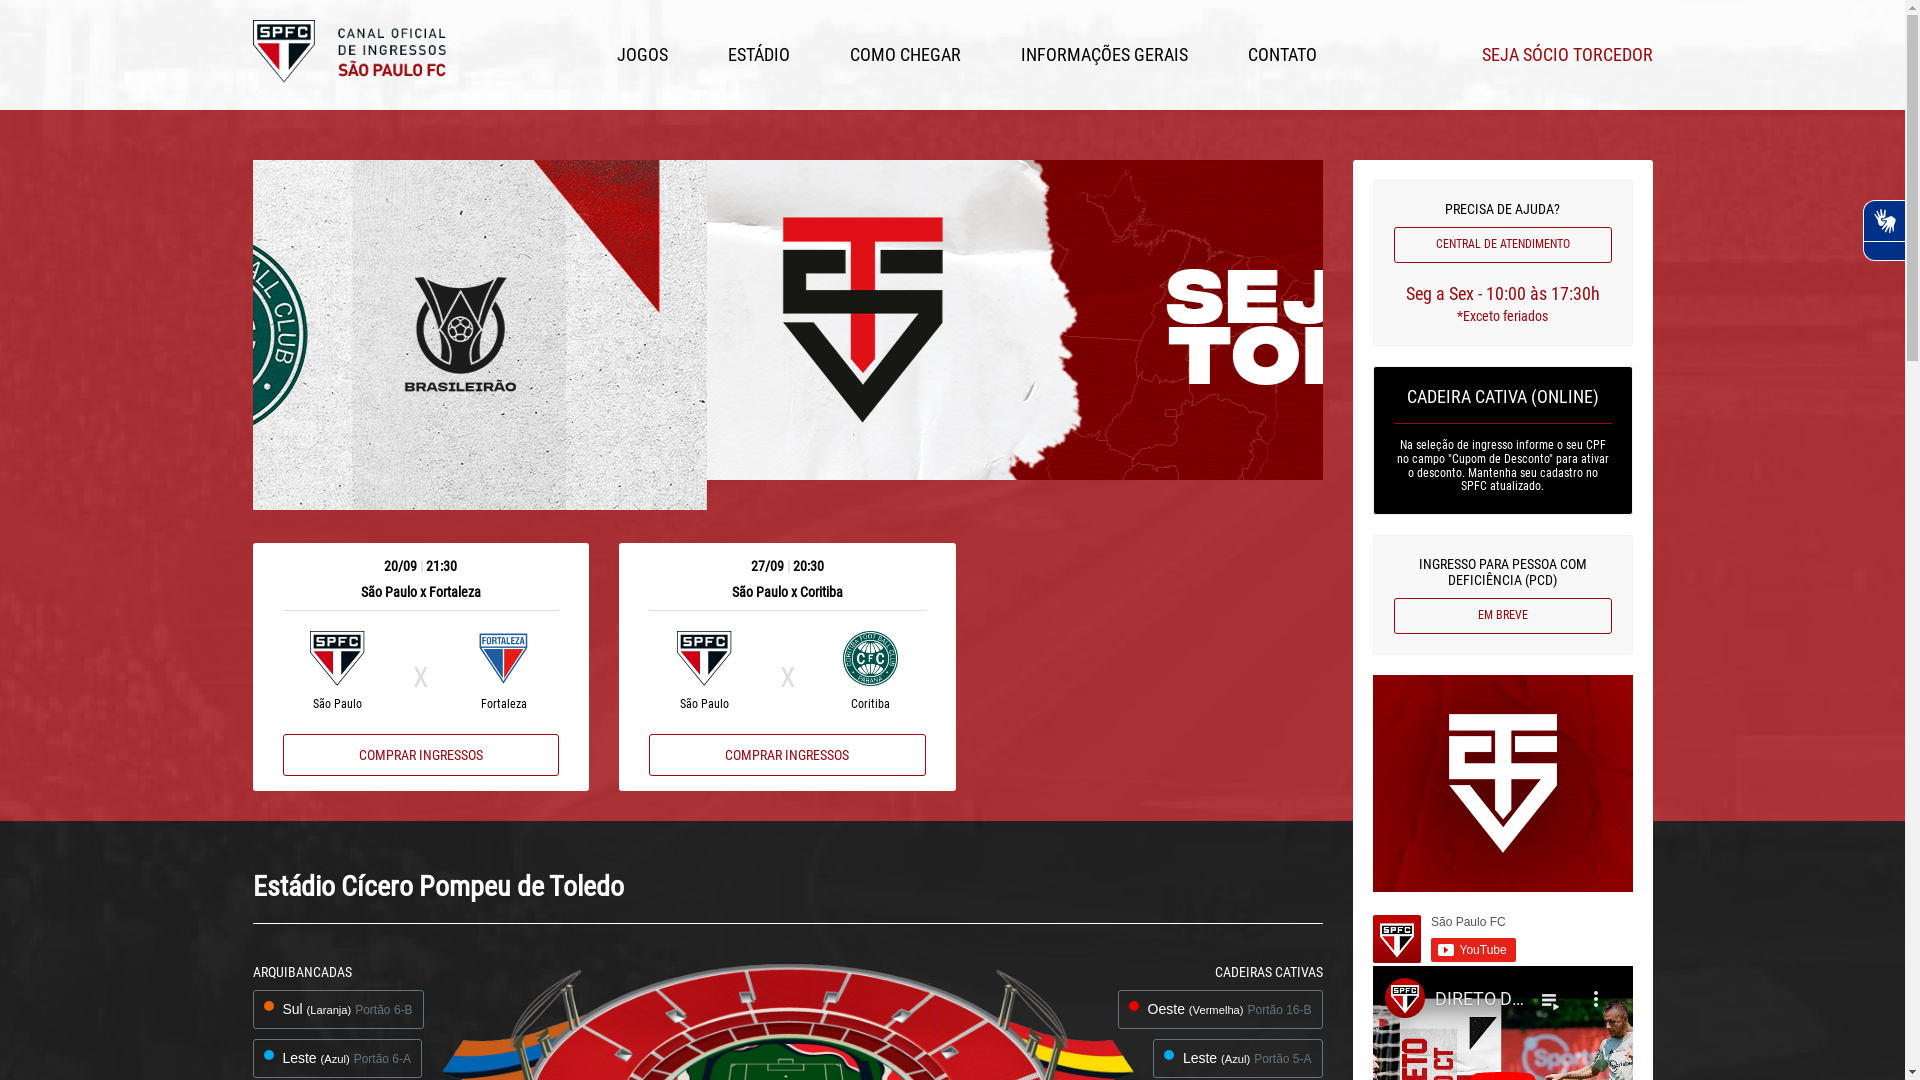 SPFC
CANAL OFICIAL
DE INGRESSOS
SÃO PAULO FC
JOGOS
ESTÁDIO
COMO CHEGAR
INFORMAÇÕES GERAIS
CONTATO
SEJA SÓCIO TORCEDOR
BRASILEIRÃO
PRECISA DE AJUDA?
CENTRAL DE ATENDIMENTO
Seg a Sex - 10:00 às 17:30h
*Exceto feriados
CADEIRA CATIVA (ONLINE)
Na seleção de ingresso informe o seu CPF
no campo "Cupom de Desconto" para ativar
o desconto. Mantenha seu cadastro no
SPFC atualizado.
INGRESSO PARA PESSOA COM
DEFICIÊNCIA (PCD)
EM BREVE
20/09 | 21:30
São Paulo x Fortaleza
SPFC
X
FORTALEZA
São Paulo
Fortaleza
COMPRAR INGRESSOS
27/09 | 20:30
São Paulo x Coritiba
SPFC
X
CFC
São Paulo
Coritiba
COMPRAR INGRESSOS
Estádio Cícero Pompeu de Toledo
ARQUIBANCADAS
Sul (Laranja) Portão 6-B
Leste (Azul) Portão 6-A
CADEIRAS CATIVAS
Oeste (Vermelha) Portão 16-B
Leste (Azul) Portão 5-A
SPFC
São Paulo FC
YouTube
SPFC
DIRETO D...